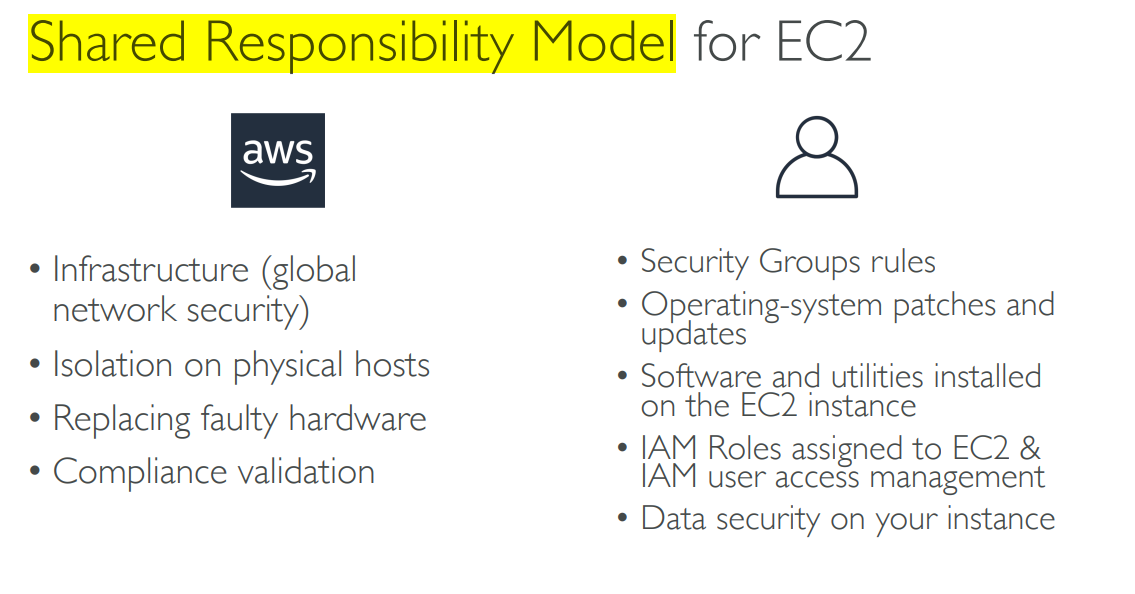 Shared Responsibility Model for EC2
aws
• Infrastructure (global
network security)
• Isolation on physical hosts
• Replacing faulty hardware
• Compliance validation
• Security Groups rules
• Operating-system patches and
updates
• Software and utilities installed
on the EC2 instance
• IAM Roles assigned to EC2 &
IAM user access management
• Data security on your instance